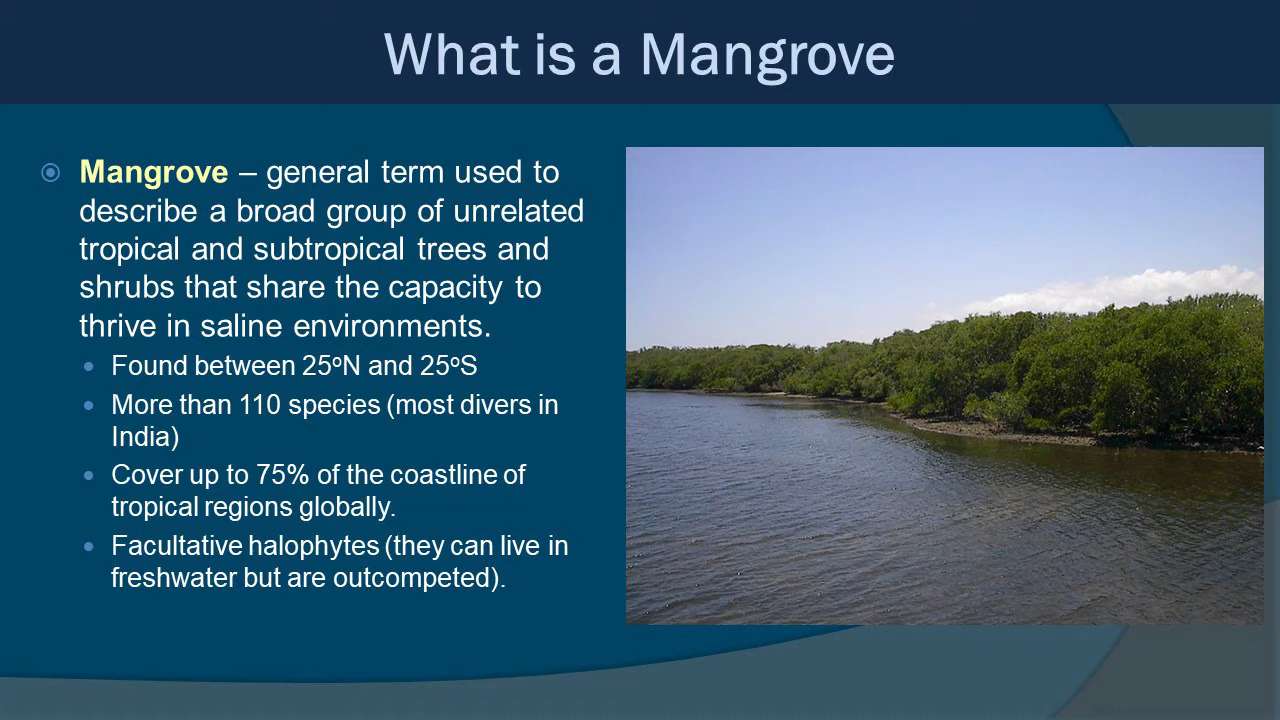 What is a Mangrove
Mangrove – general term used to
describe a broad group of unrelated
tropical and subtropical trees and
shrubs that share the capacity to
thrive in saline environments.
Found between 25ºN and 25ºS
More than 110 species (most divers in
India)
Cover up to 75% of the coastline of
tropical regions globally.
Facultative halophytes (they can live in
freshwater but are outcompeted).